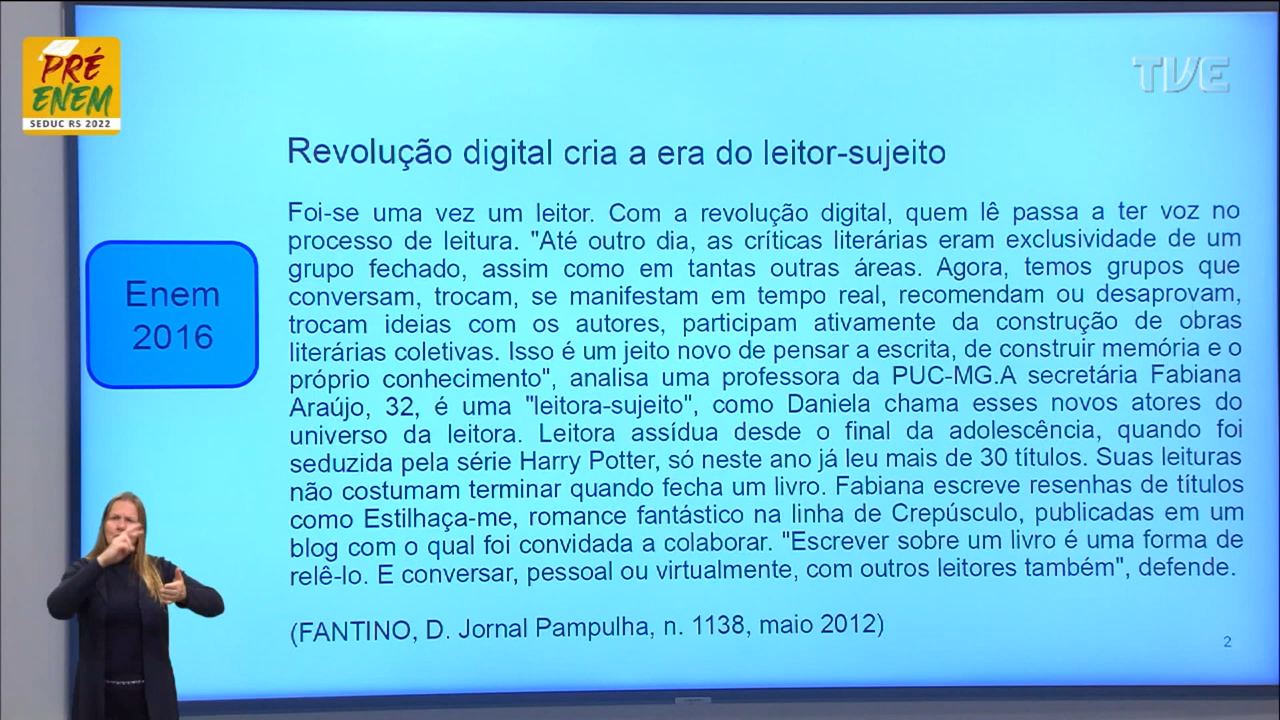 PRÉ
ENEM
SEDUC RS 2022
TVE
Revolução digital cria a era do leitor-sujeito
Foi-se uma vez um leitor. Com a revolução digital, quem lê passa a ter voz no
processo de leitura. "Até outro dia, as críticas literárias eram exclusividade de um
grupo fechado, assim como em tantas outras áreas. Agora, temos grupos que
conversam, trocam, se manifestam em tempo real, recomendam ou desaprovam,
trocam ideias com os autores, participam ativamente da construção de obras
literárias coletivas. Isso é um jeito novo de pensar a escrita, de construir memória e o
próprio conhecimento", analisa uma professora da PUC-MG.A secretária Fabiana
Araújo, 32, é uma "leitora-sujeito", como Daniela chama esses novos atores do
universo da leitora. Leitora assídua desde o final da adolescência, quando foi
seduzida pela série Harry Potter, só neste ano já leu mais de 30 títulos. Suas leituras
não costumam terminar quando fecha um livro. Fabiana escreve resenhas de títulos
como Estilhaça-me, romance fantástico na linha de Crepúsculo, publicadas em um
blog com o qual foi convidada a colaborar. "Escrever sobre um livro é uma forma de
relê-lo. E conversar, pessoal ou virtualmente, com outros leitores também", defende.
(FANTINO, D. Jornal Pampulha, n. 1138, maio 2012)
Enem
2016
2